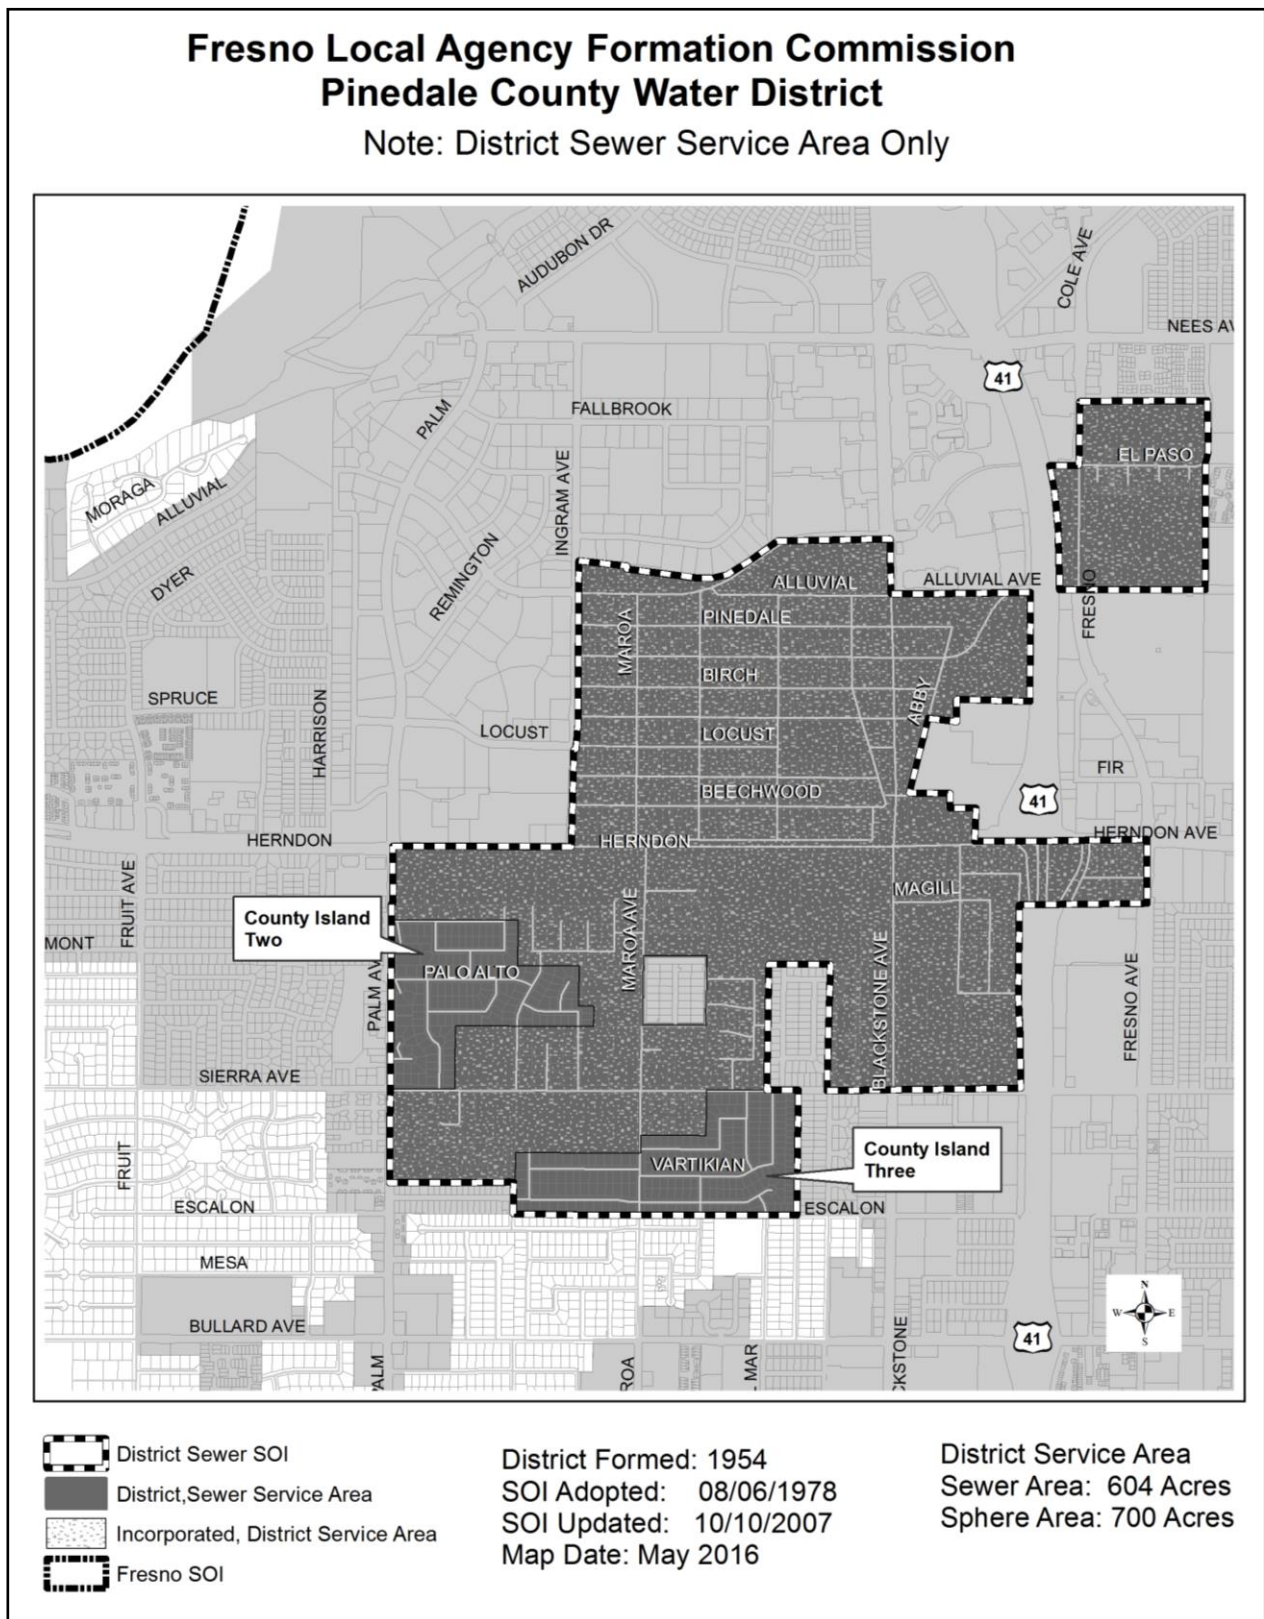 Fresno Local Agency Formation Commission
Pinedale County Water District
Note: District Sewer Service Area Only
AUDUBON DR
COLE AVE
NEES AV
41
FALLBROOK
PALM
EL PASO
INGRAM AVE
MORAGA
ALLUVIAL
DYER
REMINGTON
ALLUVIAL
ALLUVIAL AVE
FRESNO
PINEDALE
MAROA
BIRCH
SPRUCE
HARRISON
LOCUST
LOCUST
ABBY
FIR
BEECHWOOD
41
HERNDON
HERNDON
HERNDON AVE
FRUIT AVE
MAGILL
County Island
Two
MONT
PALM AV
PALO ALTO
MAROA AVE
BLACKSTONE AVE
FRESNO AVE
SIERRA AVE
FRUIT
VARTIKIAN
County Island
Three
ESCALON
ESCALON
MESA
BULLARD AVE
41
N
W
E
S
ALM
ROA
L MAR
CKSTONE
District Sewer SOI
District,Sewer Service Area
Incorporated, District Service Area
Fresno SOI
District Formed: 1954
SOI Adopted: 08/06/1978
SOI Updated: 10/10/2007
Map Date: May 2016
District Service Area
Sewer Area: 604 Acres
Sphere Area: 700 Acres